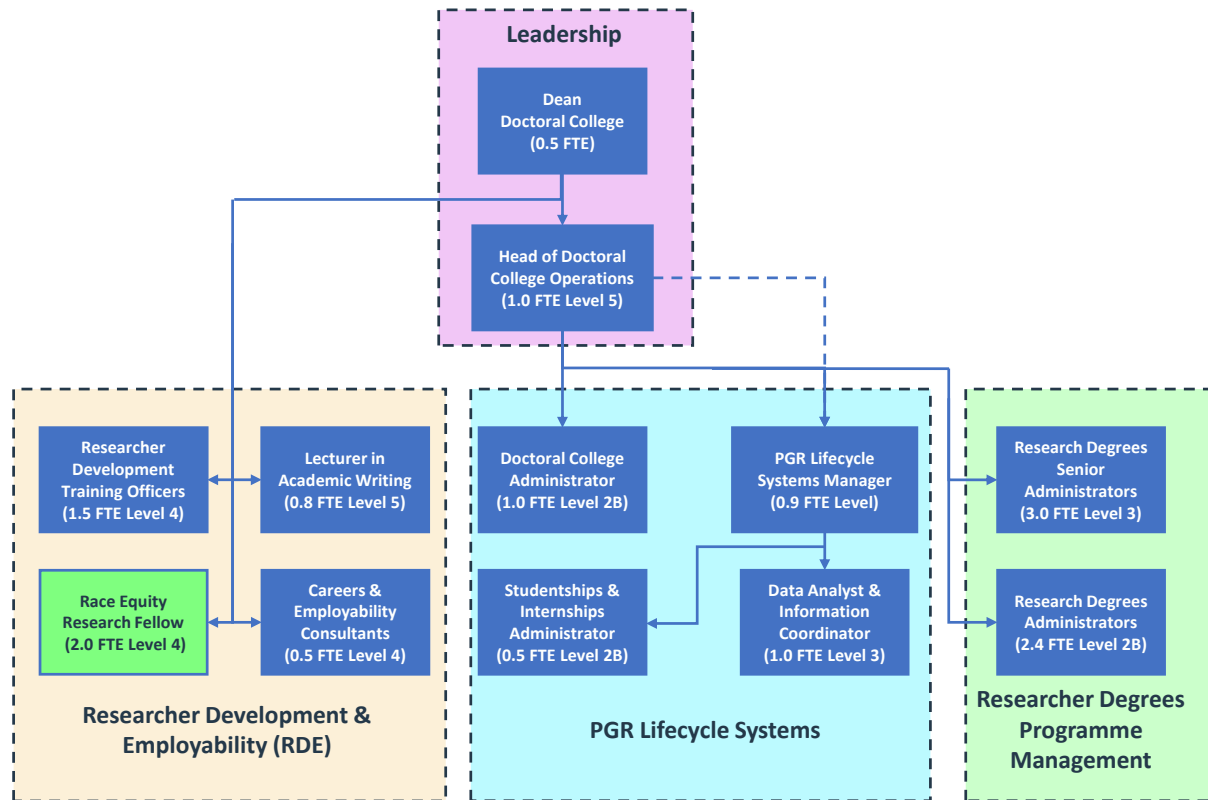 Leadership
Dean
Doctoral College
(0.5 FTE)
Head of Doctoral
College Operations
(1.0 FTE Level 5)
Researcher
Development
Training Officers
(1.5 FTE Level 4)
Lecturer in
Academic Writing
(0.8 FTE Level 5)
Race Equity
Research Fellow
(2.0 FTE Level 4)
Careers &
Employability
Consultants
(0.5 FTE Level 4)
Researcher Development &
Employability (RDE)
Doctoral College
Administrator
(1.0 FTE Level 2B)
PGR Lifecycle
Systems Manager
(0.9 FTE Level)
Studentships &
Internships
Administrator
(0.5 FTE Level 2B)
Data Analyst &
Information
Coordinator
(1.0 FTE Level 3)
PGR Lifecycle Systems
Research Degrees
Senior
Administrators
(3.0 FTE Level 3)
Research Degrees
Administrators
(2.4 FTE Level 2B)
Researcher Degrees
Programme
Management